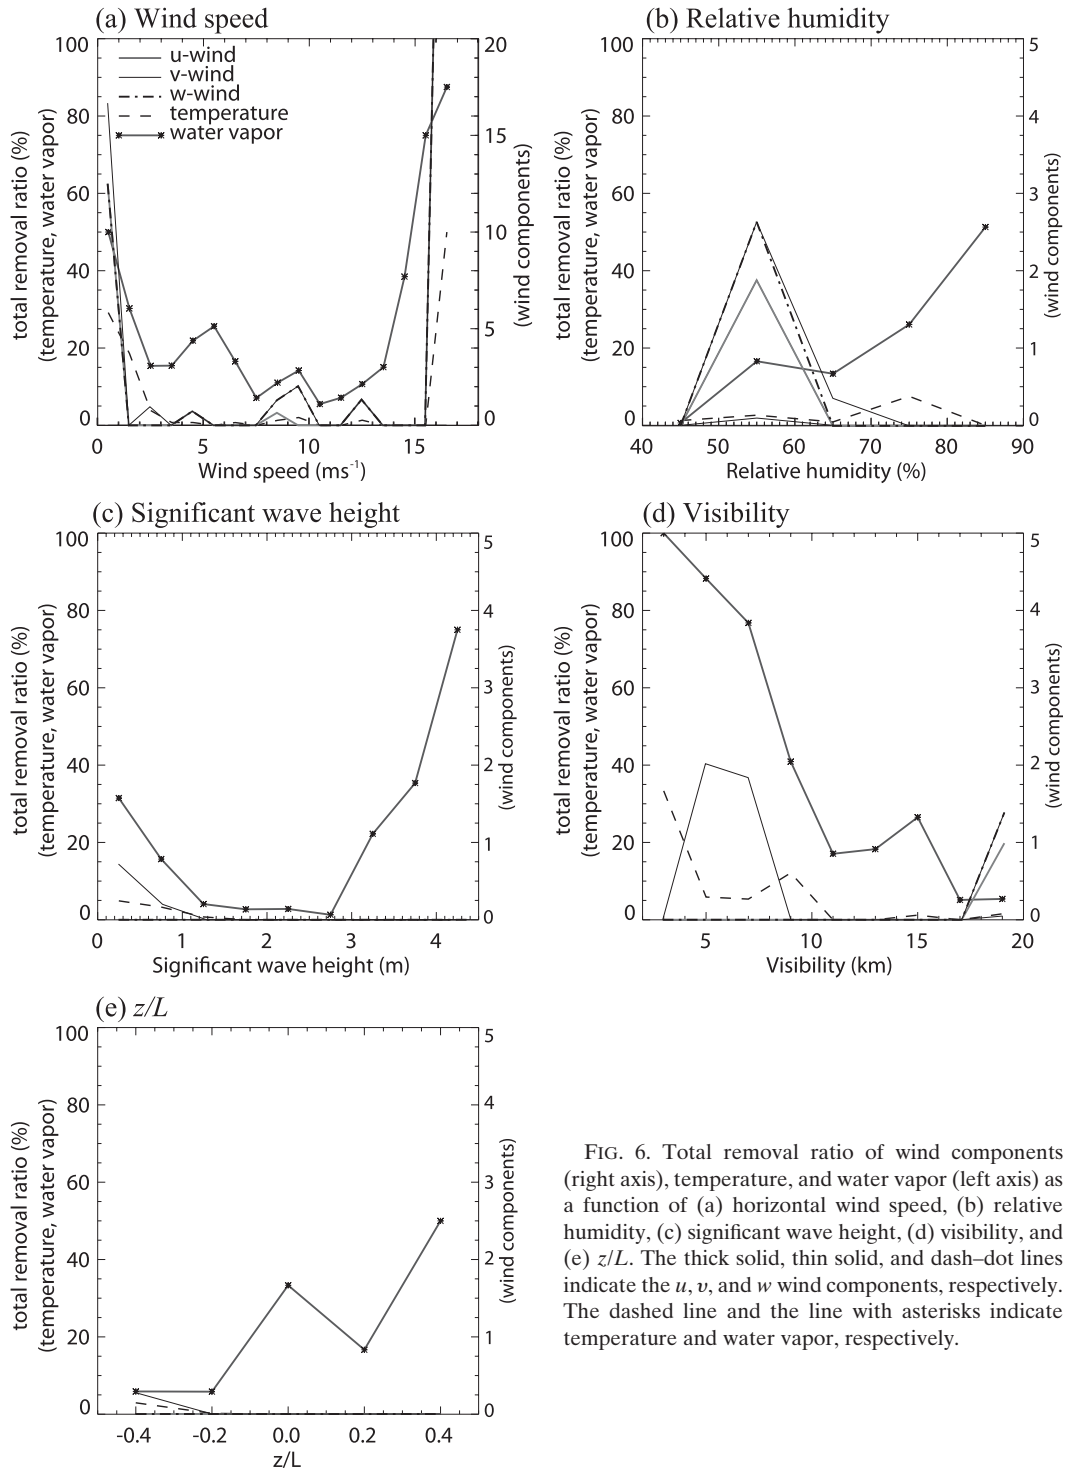 (a) Wind speed
100
80
60
40
20
0
total removal ratio (%)
(temperature, water vapor)
u-wind
v-wind
w-wind
temperature
water vapor
20
15
10
5
0
(wind components)
0 5 10 15
Wind speed (ms-1)
(b) Relative humidity
100
80
60
40
20
0
total removal ratio (%)
(temperature, water vapor)
5
4
3
2
1
0
(wind components)
40 50 60 70 80 90
Relative humidity (%)
(c) Significant wave height
100
80
60
40
20
0
total removal ratio (%)
(temperature, water vapor)
5
4
3
2
1
0
(wind components)
0 1 2 3 4
Significant wave height (m)
(d) Visibility
100
80
60
40
20
0
total removal ratio (%)
(temperature, water vapor)
5
4
3
2
1
0
(wind components)
5 10 15 20
Visibility (km)
(e) z/L
100
80
60
40
20
0
total removal ratio (%)
(temperature, water vapor)
5
4
3
2
1
0
(wind components)
-0.4 -0.2 0.0 0.2 0.4
z/L
FIG. 6. Total removal ratio of wind components
(right axis), temperature, and water vapor (left axis) as
a function of (a) horizontal wind speed, (b) relative
humidity, (c) significant wave height, (d) visibility, and
(e) z/L. The thick solid, thin solid, and dash–dot lines
indicate the u, v, and w wind components, respectively.
The dashed line and the line with asterisks indicate
temperature and water vapor, respectively.